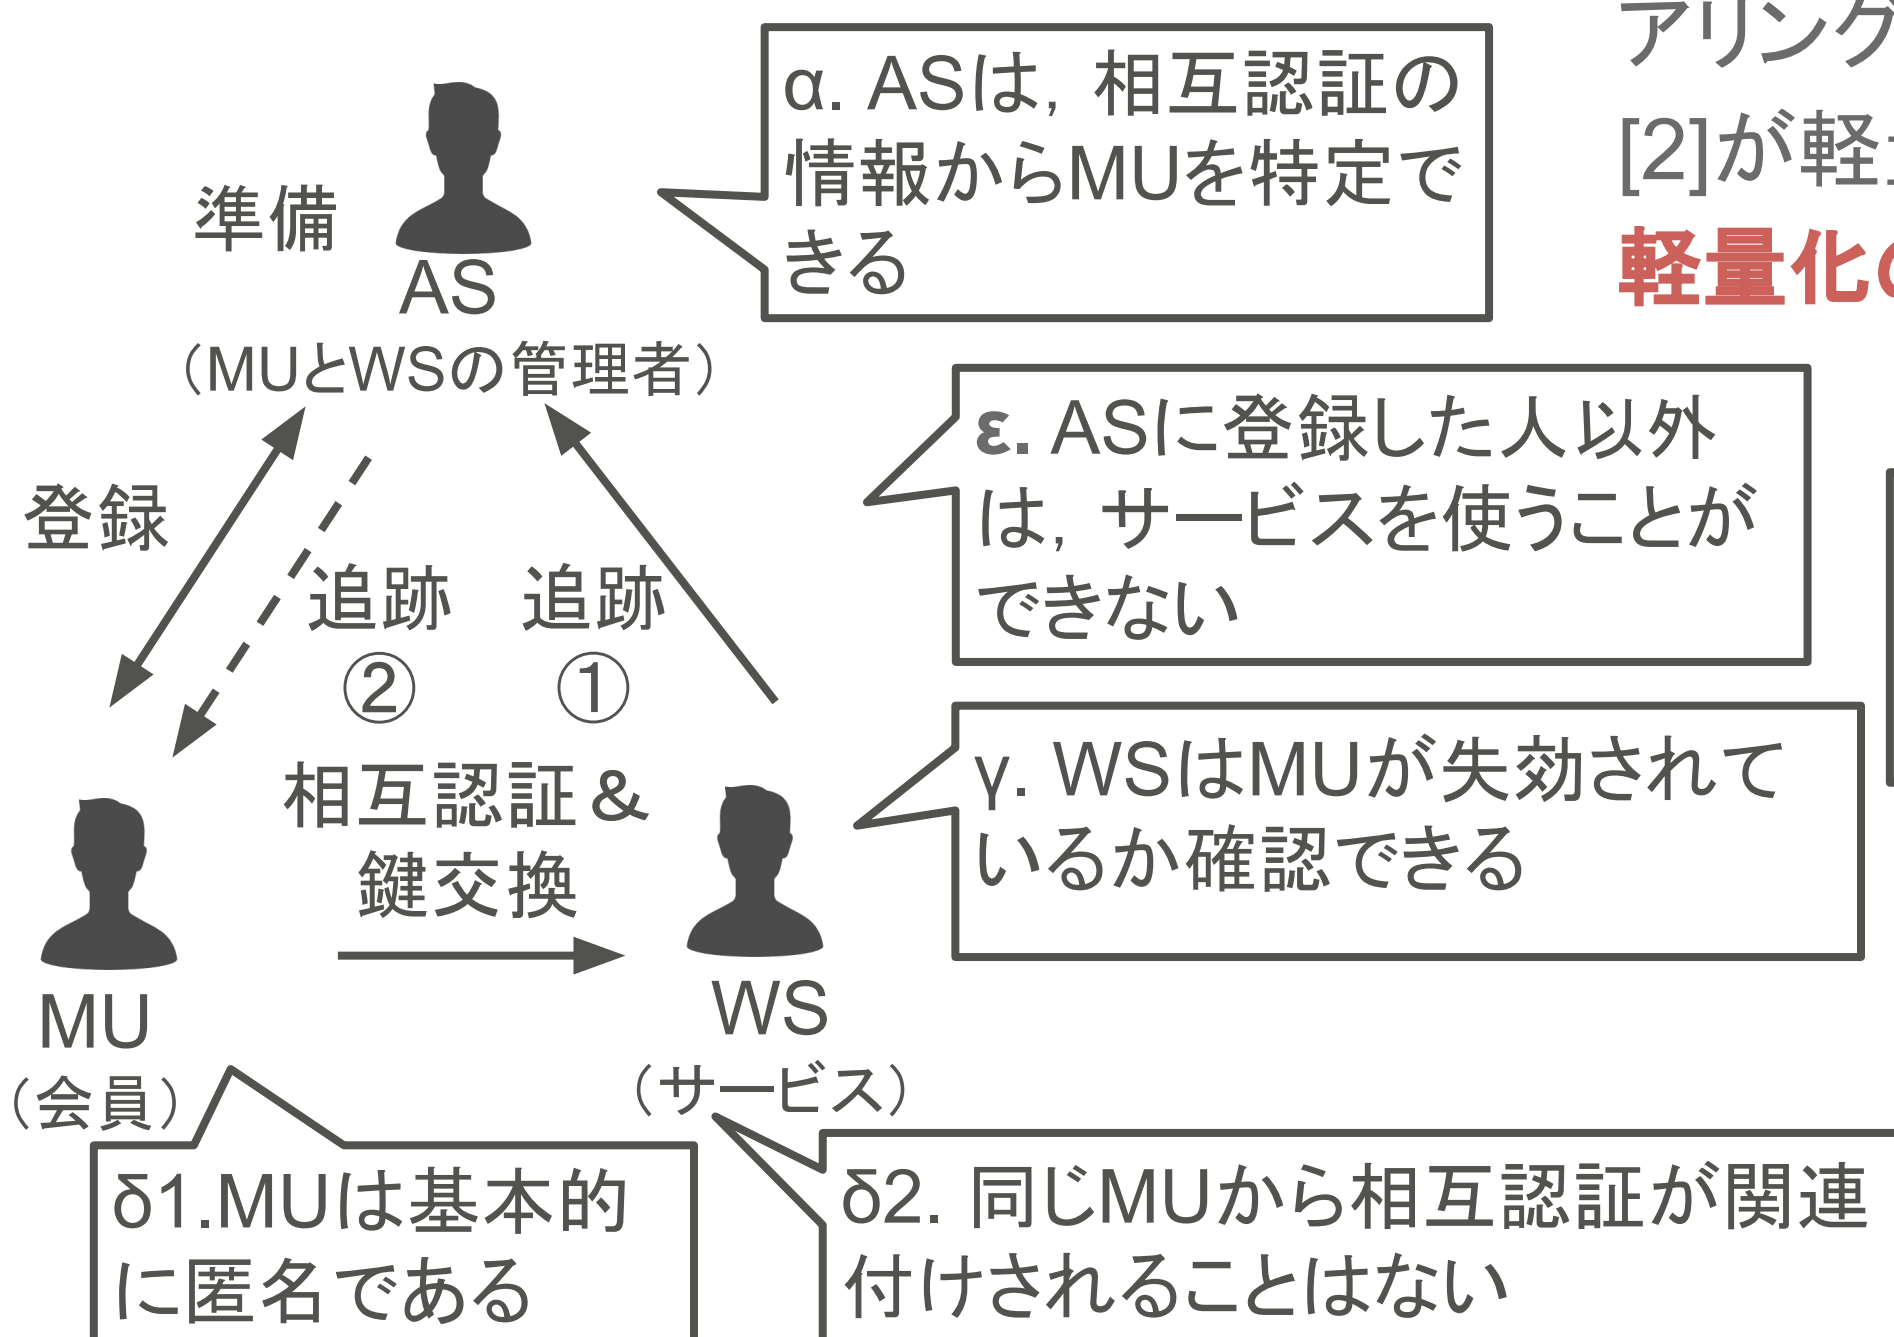 アリング
[2]が軽
軽量化の
α. ASは，相互認証の
情報からMUを特定で
きる
準備
AS
（MUとWSの管理者）
ε. ASに登録した人以外
は，サービスを使うことが
できない
登録
追跡
②
追跡
①
γ. WSはMUが失効されて
いるか確認できる
相互認証＆
鍵交換
MU
（会員）
WS
（サービス）
δ1.MUは基本的
に匿名である
δ2. 同じMUから相互認証が関連
付けされることはない